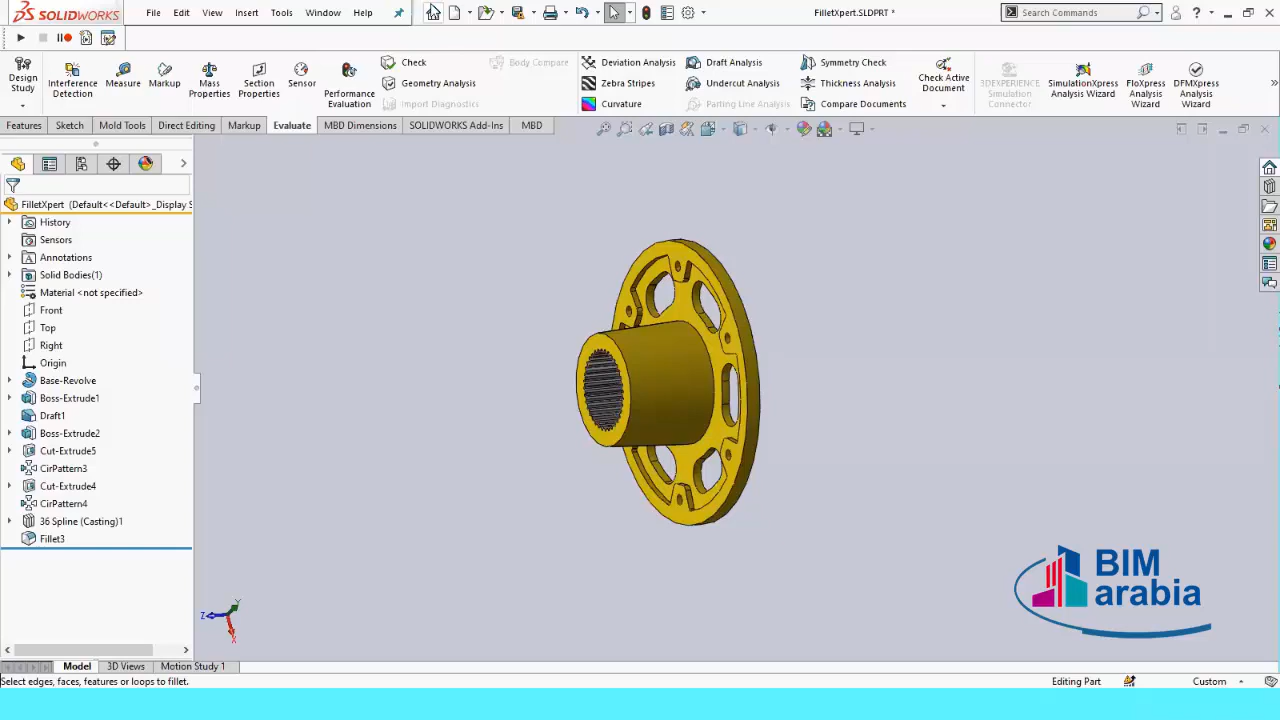 SOLIDWORKS File Edit View Insert Tools Window Help FilletXpert.SLDPRT * Search Commands
Design Study
Interference Detection
Measure
Markup
Mass Properties
Section Properties
Sensor
Performance Evaluation
Check
Geometry Analysis
Import Diagnostics
Body Compare
Deviation Analysis
Zebra Stripes
Curvature
Draft Analysis
Undercut Analysis
Parting Line Analysis
Symmetry Check
Thickness Analysis
Compare Documents
Check Active Document
3DEXPERIENCE Simulation Connector
SimulationXpress Analysis Wizard
FloXpress Analysis Wizard
DFMXpress Analysis Wizard
Features Sketch Mold Tools Direct Editing Markup Evaluate MBD Dimensions SOLIDWORKS Add-Ins MBD
FilletXpert (Default<<Default>_Display S
History
Sensors
Annotations
Solid Bodies(1)
Material <not specified>
Front
Top
Right
Origin
Base-Revolve
Boss-Extrude1
Draft1
Boss-Extrude2
Cut-Extrude5
CirPattern3
Cut-Extrude4
CirPattern4
36 Spline (Casting)1
Fillet3
BIM
arabia
Y
Z
X
Model 3D Views Motion Study 1
Select edges, faces, features or loops to fillet. Editing Part Custom